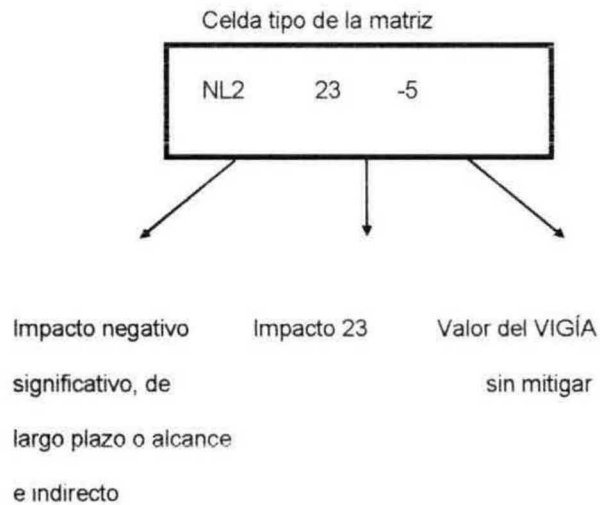 Celda tipo de la matriz
NL2 23 -5
Impacto negativo Impacto 23 Valor del VIGÍA
significativo, de sin mitigar
largo plazo o alcance
e indirecto